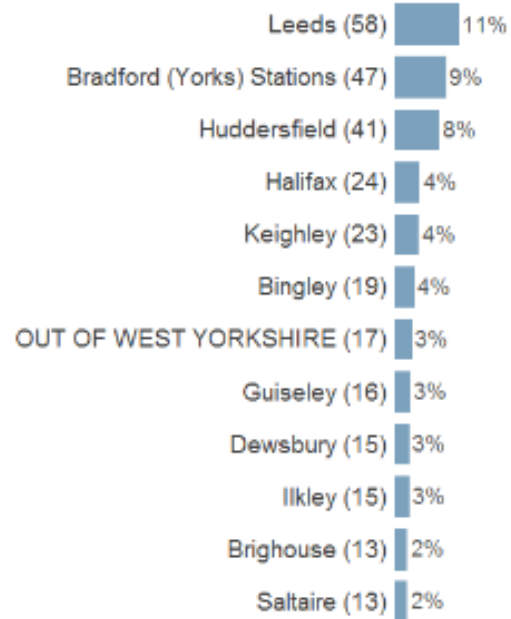 Leeds (58) 11%
Bradford (Yorks) Stations (47) 9%
Huddersfield (41) 8%
Halifax (24) 4%
Keighley (23) 4%
Bingley (19) 4%
OUT OF WEST YORKSHIRE (17) 3%
Guiseley (16) 3%
Dewsbury (15) 3%
Ilkley (15) 3%
Brighouse (13) 2%
Saltaire (13) 2%